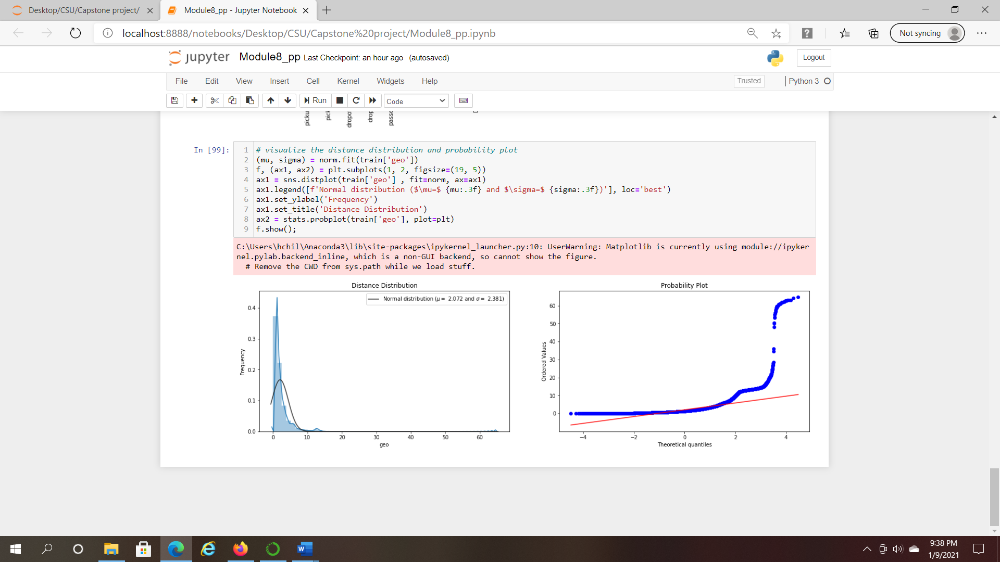 Desktop/CSU/Capstone project/
Module8_pp - Jupyter Notebook
localhost:8888/notebooks/Desktop/CSU/Capstone%20project/Module8_pp.ipynb
Not syncing
jupyter Module8_pp Last Checkpoint: an hour ago (autosaved)
Logout
File Edit View Insert Cell Kernel Widgets Help
Trusted
Python 3
Run
Code
picku
pick
dropo
drop
passe
In [99]:
1 # visualize the distance distribution and probability plot
2 (mu, sigma) = norm.fit(train['geo'])
3 f, (ax1, ax2) = plt.subplots(1, 2, figsize=(19, 5))
4 ax1 = sns.distplot(train['geo'] , fit=norm, ax=ax1)
5 ax1.legend([f'Normal distribution ($\mu=$ {mu:.3f} and $\sigma=$ {sigma:.3f})'], loc='best')
6 ax1.set_ylabel('Frequency')
7 ax1.set_title('Distance Distribution')
8 ax2 = stats.probplot(train['geo'], plot=plt)
9 f.show();
C:\Users\hchil\Anaconda3\lib\site-packages\ipykernel_launcher.py:10: UserWarning: Matplotlib is currently using module://ipyker
nel.pylab.backend_inline, which is a non-GUI backend, so cannot show the figure.
# Remove the CWD from sys.path while we load stuff.
Distance Distribution
Normal distribution (μ = 2.072 and σ = 2.381)
0.4
0.3
0.2
0.1
0.0
Frequency
0 10 20 30 40 50 60
geo
Probability Plot
60
50
40
30
20
10
0
Ordered Values
−4 −2 0 2 4
Theoretical quantiles
9:38 PM
1/9/2021